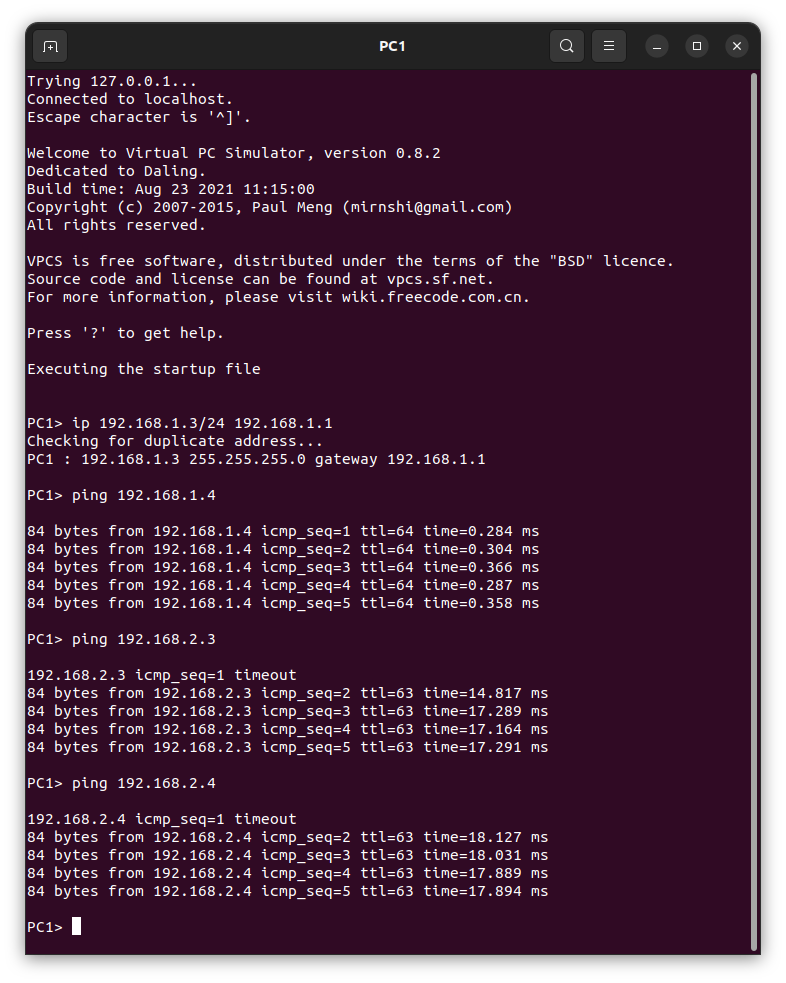 PC1
Trying 127.0.0.1...
Connected to localhost.
Escape character is '^]'.
Welcome to Virtual PC Simulator, version 0.8.2
Dedicated to Daling.
Build time: Aug 23 2021 11:15:00
Copyright (c) 2007-2015, Paul Meng (mirnshi@gmail.com)
All rights reserved.
VPCS is free software, distributed under the terms of the "BSD" licence.
Source code and license can be found at vpcs.sf.net.
For more information, please visit wiki.freecode.com.cn.
Press '?' to get help.
Executing the startup file
PC1> ip 192.168.1.3/24 192.168.1.1
Checking for duplicate address...
PC1 : 192.168.1.3 255.255.255.0 gateway 192.168.1.1
PC1> ping 192.168.1.4
84 bytes from 192.168.1.4 icmp_seq=1 ttl=64 time=0.284 ms
84 bytes from 192.168.1.4 icmp_seq=2 ttl=64 time=0.304 ms
84 bytes from 192.168.1.4 icmp_seq=3 ttl=64 time=0.366 ms
84 bytes from 192.168.1.4 icmp_seq=4 ttl=64 time=0.287 ms
84 bytes from 192.168.1.4 icmp_seq=5 ttl=64 time=0.358 ms
PC1> ping 192.168.2.3
192.168.2.3 icmp_seq=1 timeout
84 bytes from 192.168.2.3 icmp_seq=2 ttl=63 time=14.817 ms
84 bytes from 192.168.2.3 icmp_seq=3 ttl=63 time=17.289 ms
84 bytes from 192.168.2.3 icmp_seq=4 ttl=63 time=17.164 ms
84 bytes from 192.168.2.3 icmp_seq=5 ttl=63 time=17.291 ms
PC1> ping 192.168.2.4
192.168.2.4 icmp_seq=1 timeout
84 bytes from 192.168.2.4 icmp_seq=2 ttl=63 time=18.127 ms
84 bytes from 192.168.2.4 icmp_seq=3 ttl=63 time=18.031 ms
84 bytes from 192.168.2.4 icmp_seq=4 ttl=63 time=17.889 ms
84 bytes from 192.168.2.4 icmp_seq=5 ttl=63 time=17.894 ms
PC1>